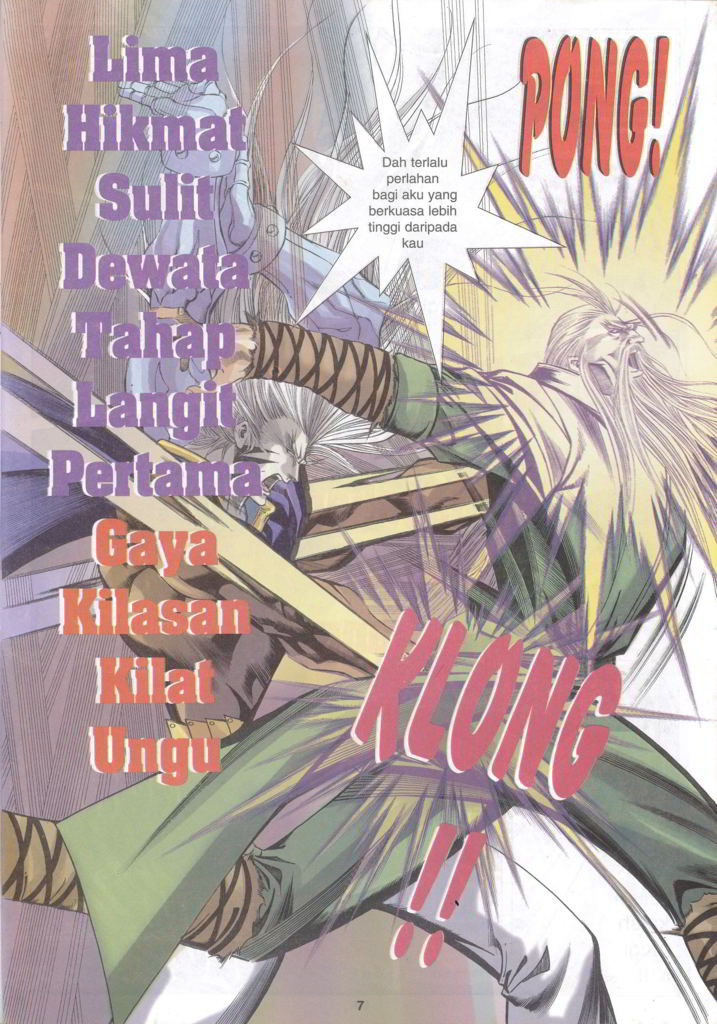 Lima
Hikmat
Sulit
Dewata
Tahap
Langit
Pertama
Gaya
Kilasan
Kilat
Ungu
Dah terlalu
perlahan
bagi aku yang
berkuasa lebih
tinggi daripada
kau
PONG!
KLONG
!!
7